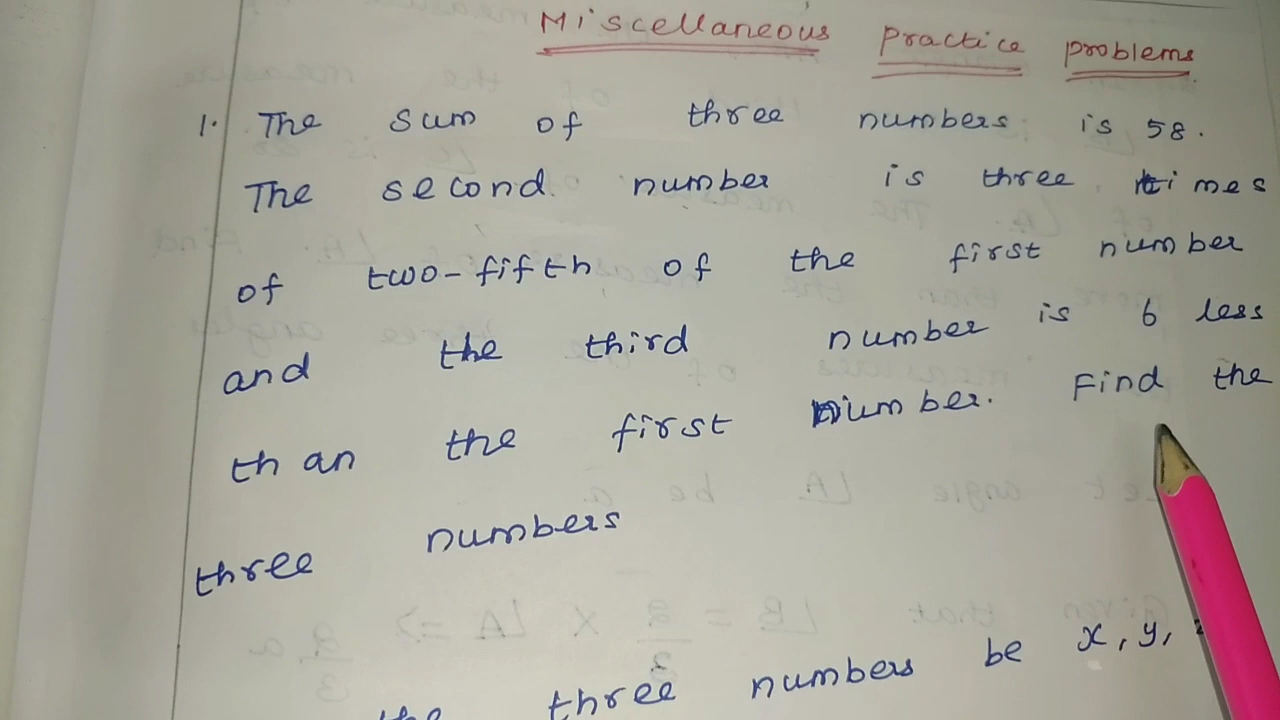 Miscellaneous Practice problems
1. The sum of three numbers is 58.
The second number is three times
of two-fifth of the first number
and the third number is 6 less
than the first number. Find the
three numbers
the three numbers be x, y,